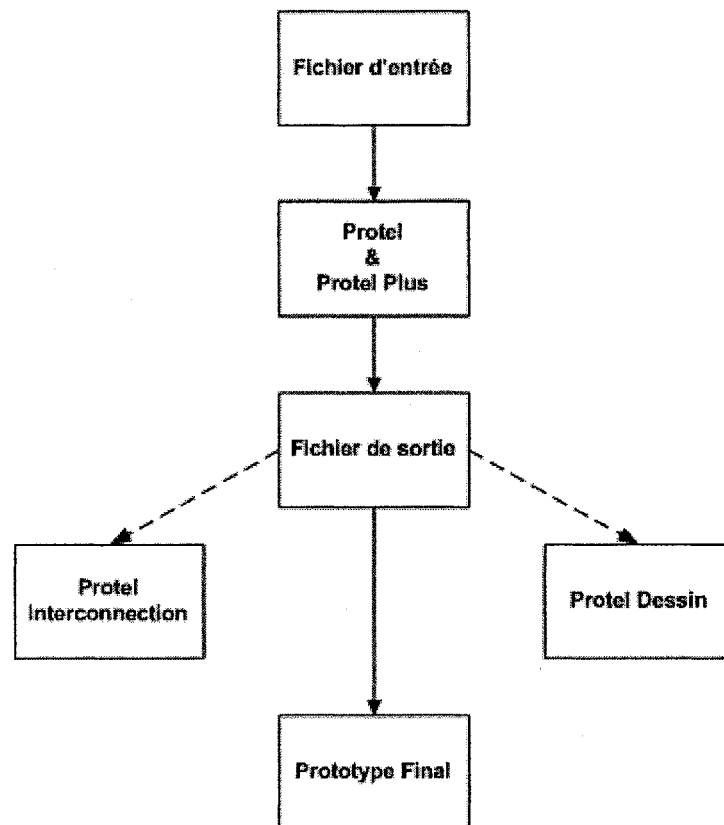 Fichier d'entrée
Protel
&
Protel Plus
Fichier de sortie
Protel
Interconnection
Protel Dessin
Prototype Final